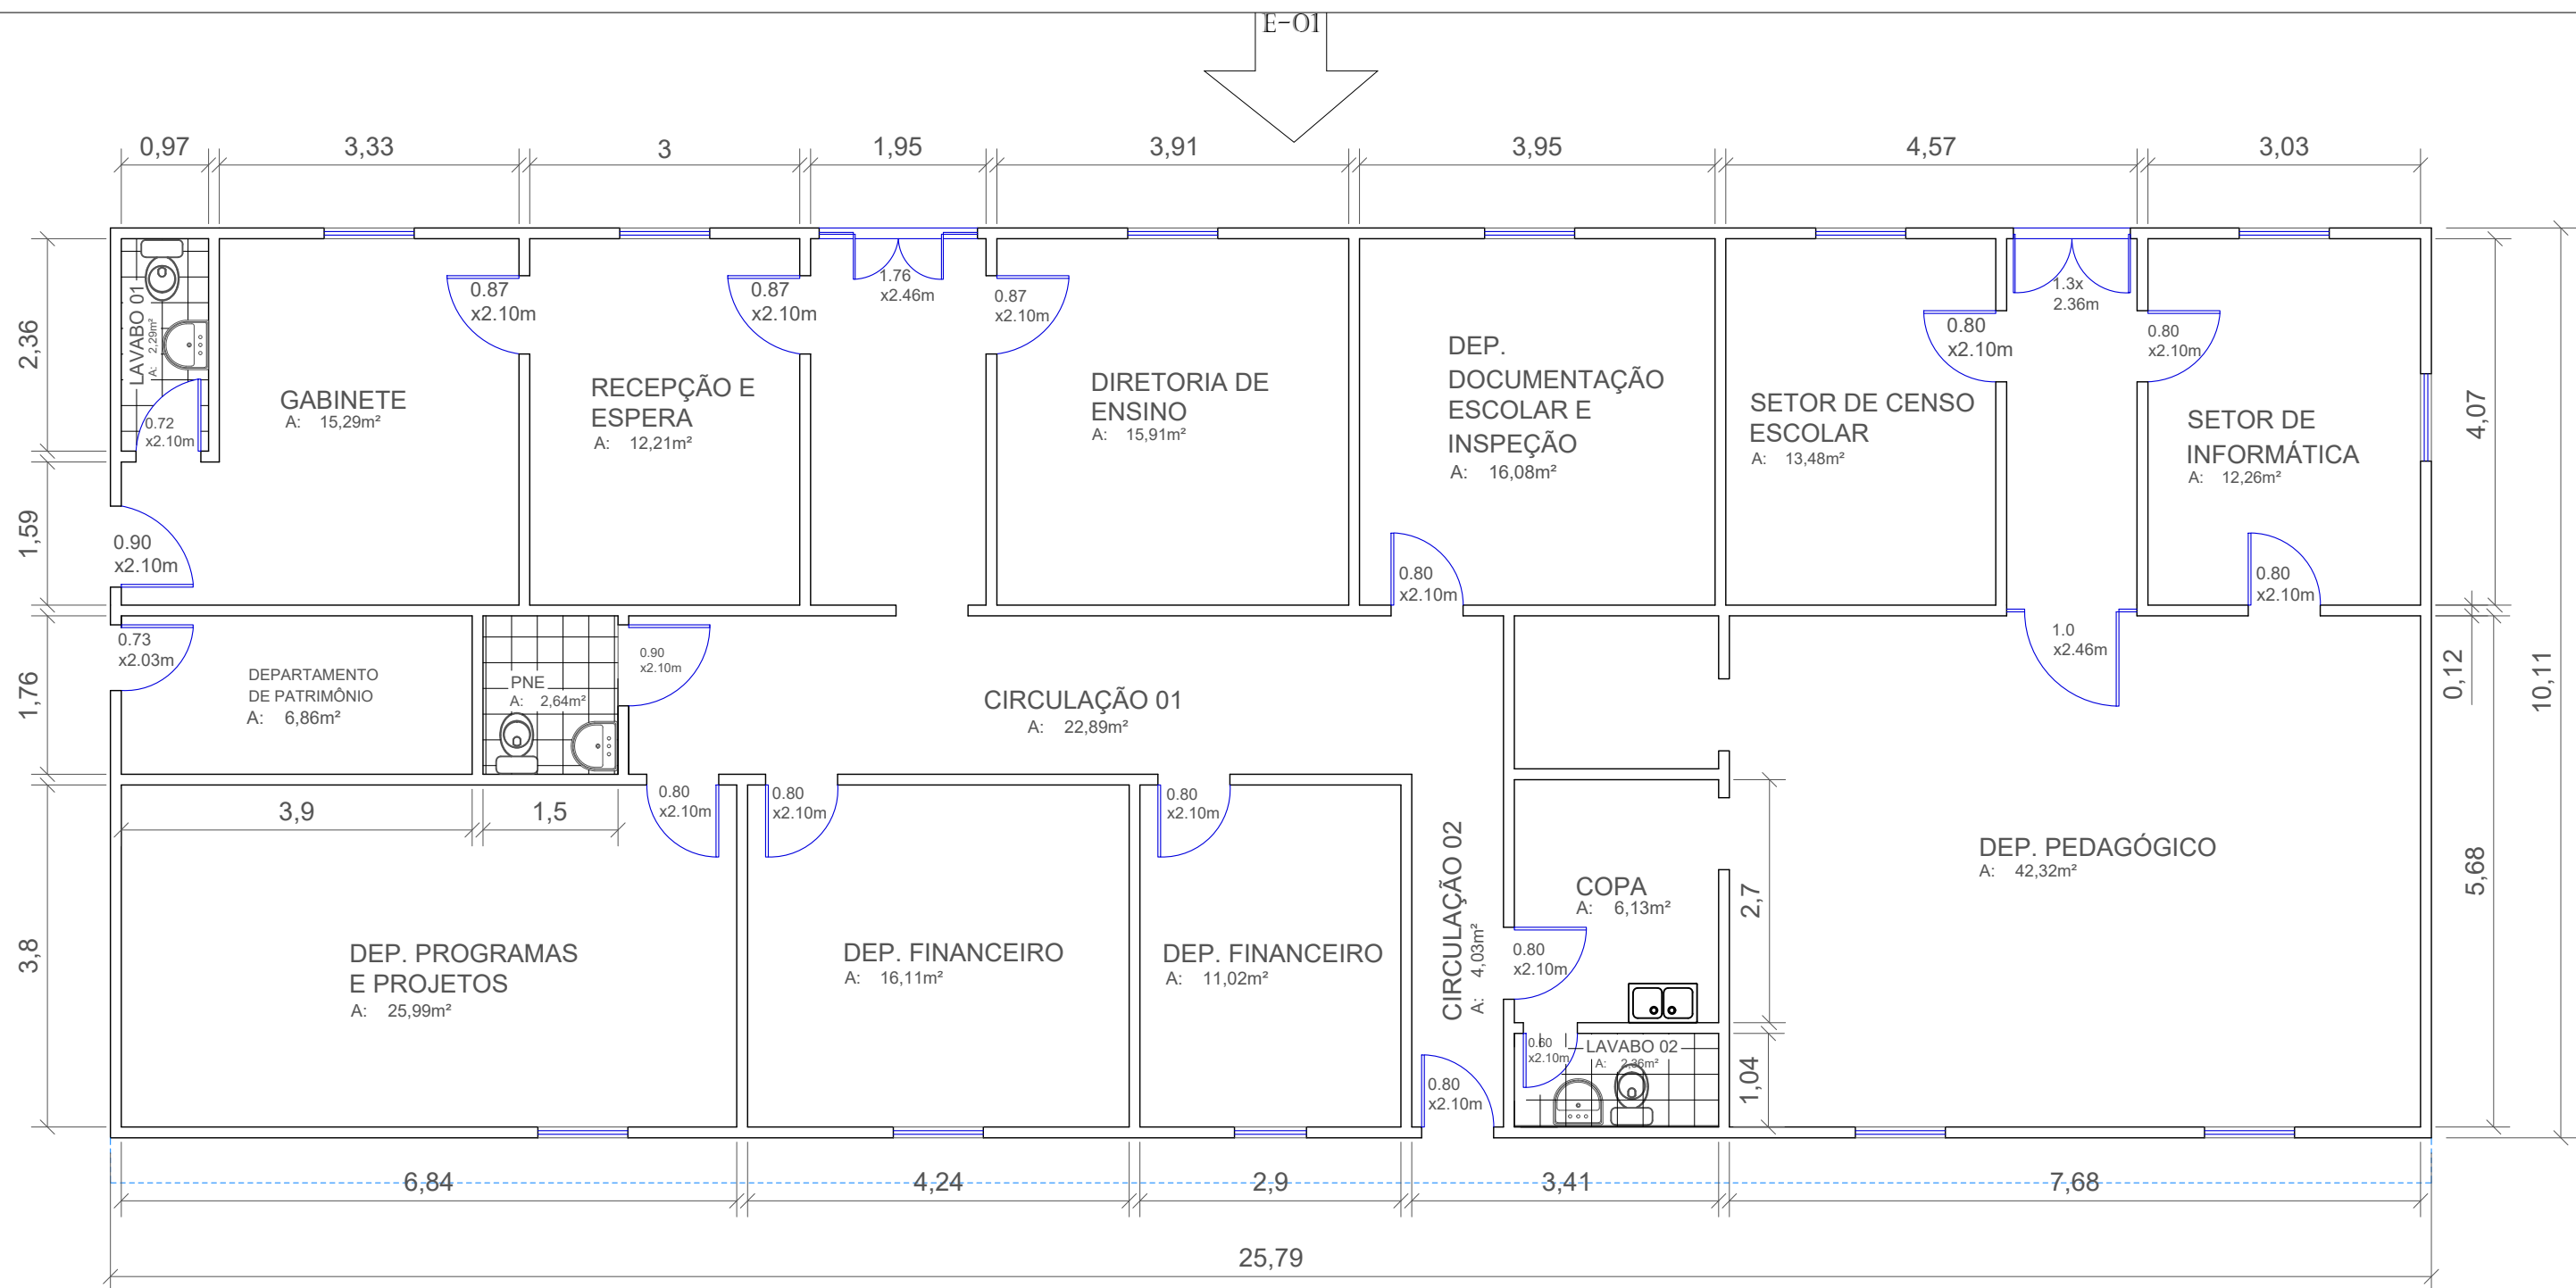 E-01
0,97
3,33
3
1,95
3,91
3,95
4,57
3,03
2,36
1,59
1,76
3,8
LAVABO 01
A: 2,29m²
0.72
x2.10m
0.87
x2.10m
GABINETE
A: 15,29m²
0.90
x2.10m
0.87
x2.10m
RECEPÇÃO E
ESPERA
A: 12,21m²
1.76
x2.46m
0.87
x2.10m
DIRETORIA DE
ENSINO
A: 15,91m²
DEP.
DOCUMENTAÇÃO
ESCOLAR E
INSPEÇÃO
A: 16,08m²
0.80
x2.10m
SETOR DE CENSO
ESCOLAR
A: 13,48m²
0.80
x2.10m
1.3x
2.36m
0.80
x2.10m
SETOR DE
INFORMÁTICA
A: 12,26m²
0.80
x2.10m
4,07
0,12
10,11
5,68
0.73
x2.03m
DEPARTAMENTO
DE PATRIMÔNIO
A: 6,86m²
PNE
A: 2,64m²
0.90
x2.10m
CIRCULAÇÃO 01
A: 22,89m²
1.0
x2.46m
3,9
1,5
0.80
x2.10m
0.80
x2.10m
0.80
x2.10m
DEP. PROGRAMAS
E PROJETOS
A: 25,99m²
DEP. FINANCEIRO
A: 16,11m²
DEP. FINANCEIRO
A: 11,02m²
CIRCULAÇÃO 02
A: 4,03m²
0.80
x2.10m
COPA
A: 6,13m²
0.80
x2.10m
2,7
DEP. PEDAGÓGICO
A: 42,32m²
0.60
x2.10m
LAVABO 02
A: 2,36m²
1,04
6,84
4,24
2,9
3,41
7,68
25,79